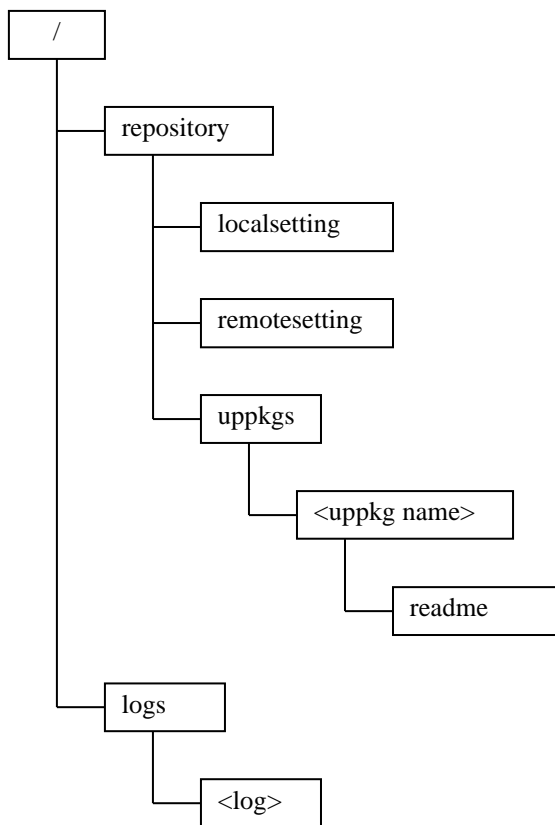 /
repository
localsetting
remotesetting
uppkgs
<uppkg name>
readme
logs
<log>